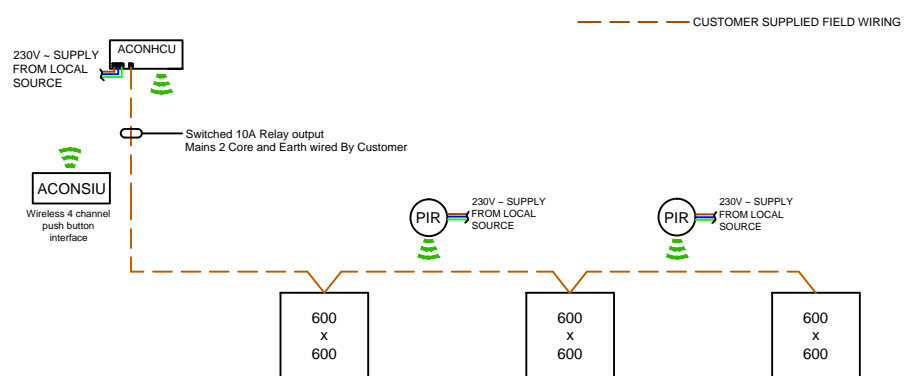 CUSTOMER SUPPLIED FIELD WIRING
ACONHCU
230V ~ SUPPLY
FROM LOCAL
SOURCE
Switched 10A Relay output
Mains 2 Core and Earth wired By Customer
ACONSIU
Wireless 4 channel
push button
interface
PIR
230V ~ SUPPLY
FROM LOCAL
SOURCE
PIR
230V ~ SUPPLY
FROM LOCAL
SOURCE
600
x
600
600
x
600
600
x
600